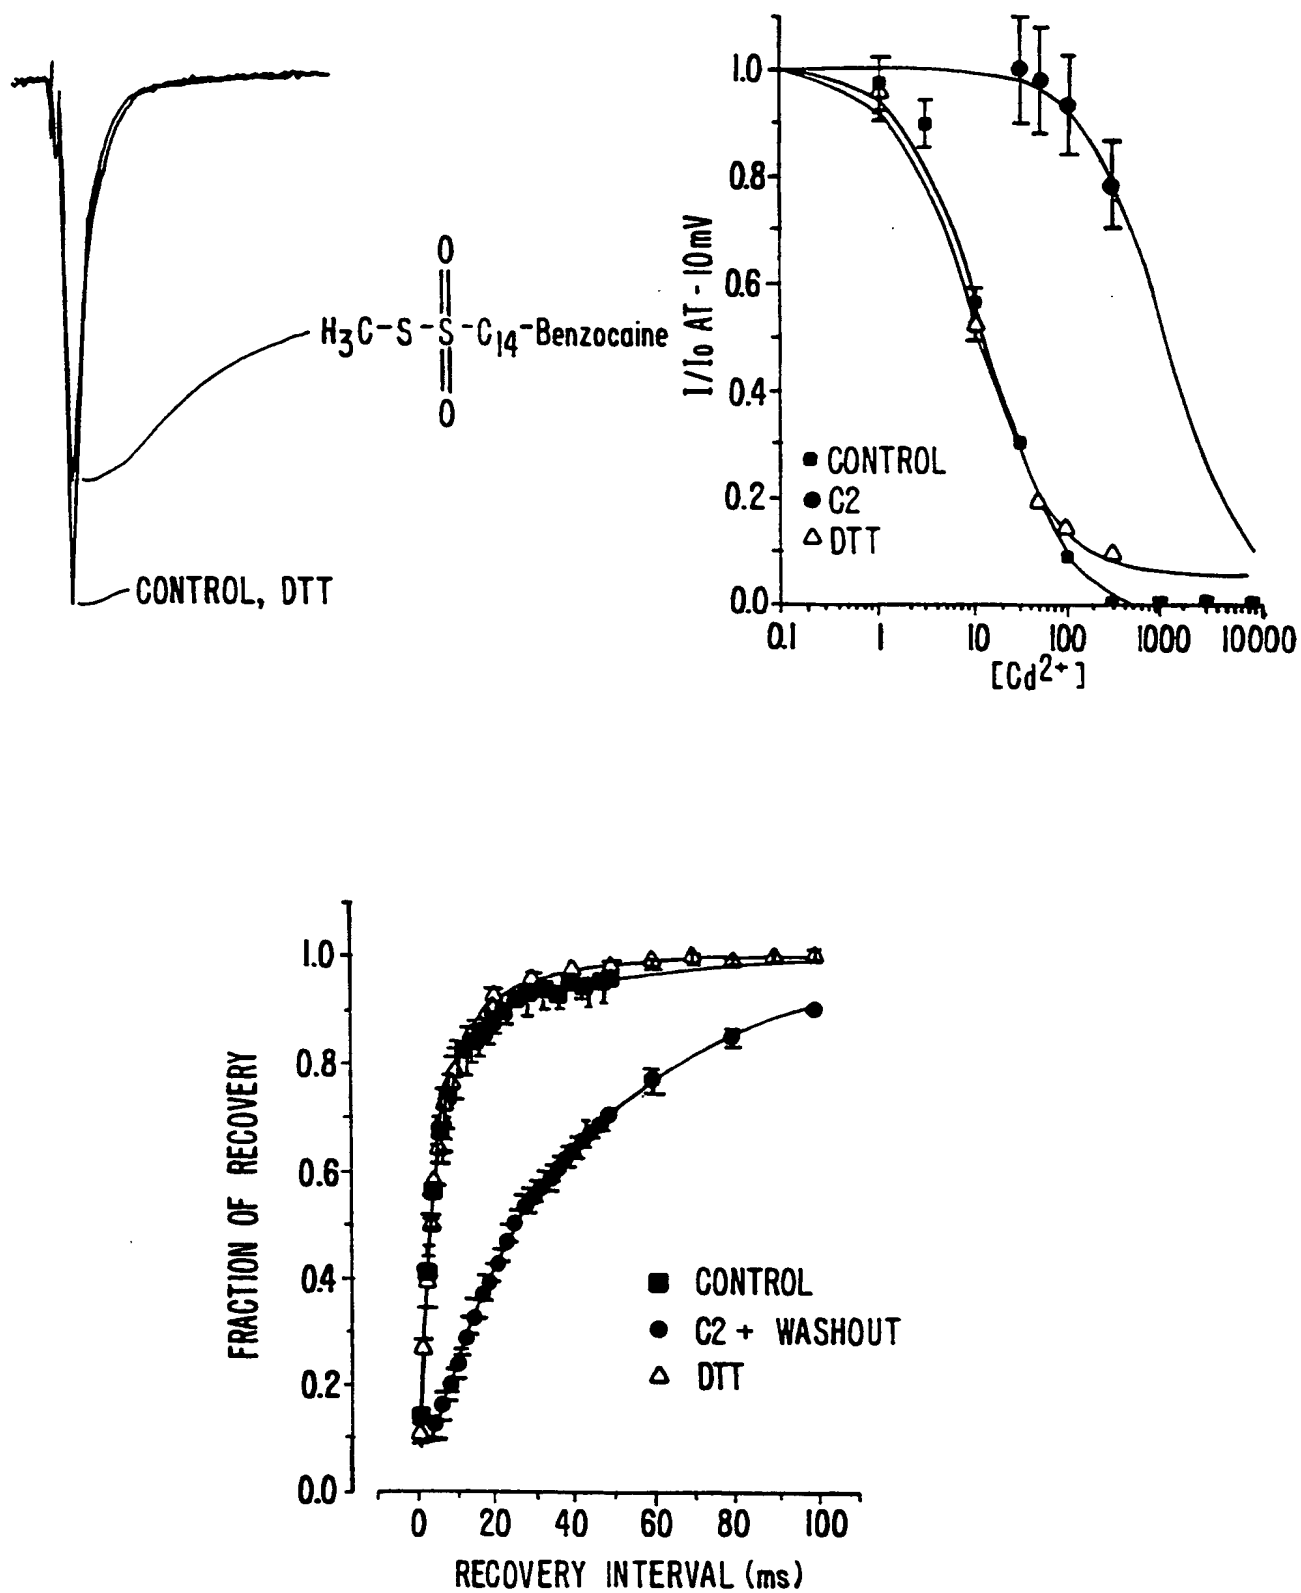 O
H3C-S-S-C14-Benzocaine
O
CONTROL, DTT
I/Io AT -10mV
1.0
0.8
0.6
0.4
0.2
0.0
CONTROL
C2
DTT
0.1 1 10 100 1000 10000
[Cd2+]
FRACTION OF RECOVERY
1.0
0.8
0.6
0.4
0.2
0.0
CONTROL
C2 + WASHOUT
DTT
0 20 40 60 80 100
RECOVERY INTERVAL (ms)